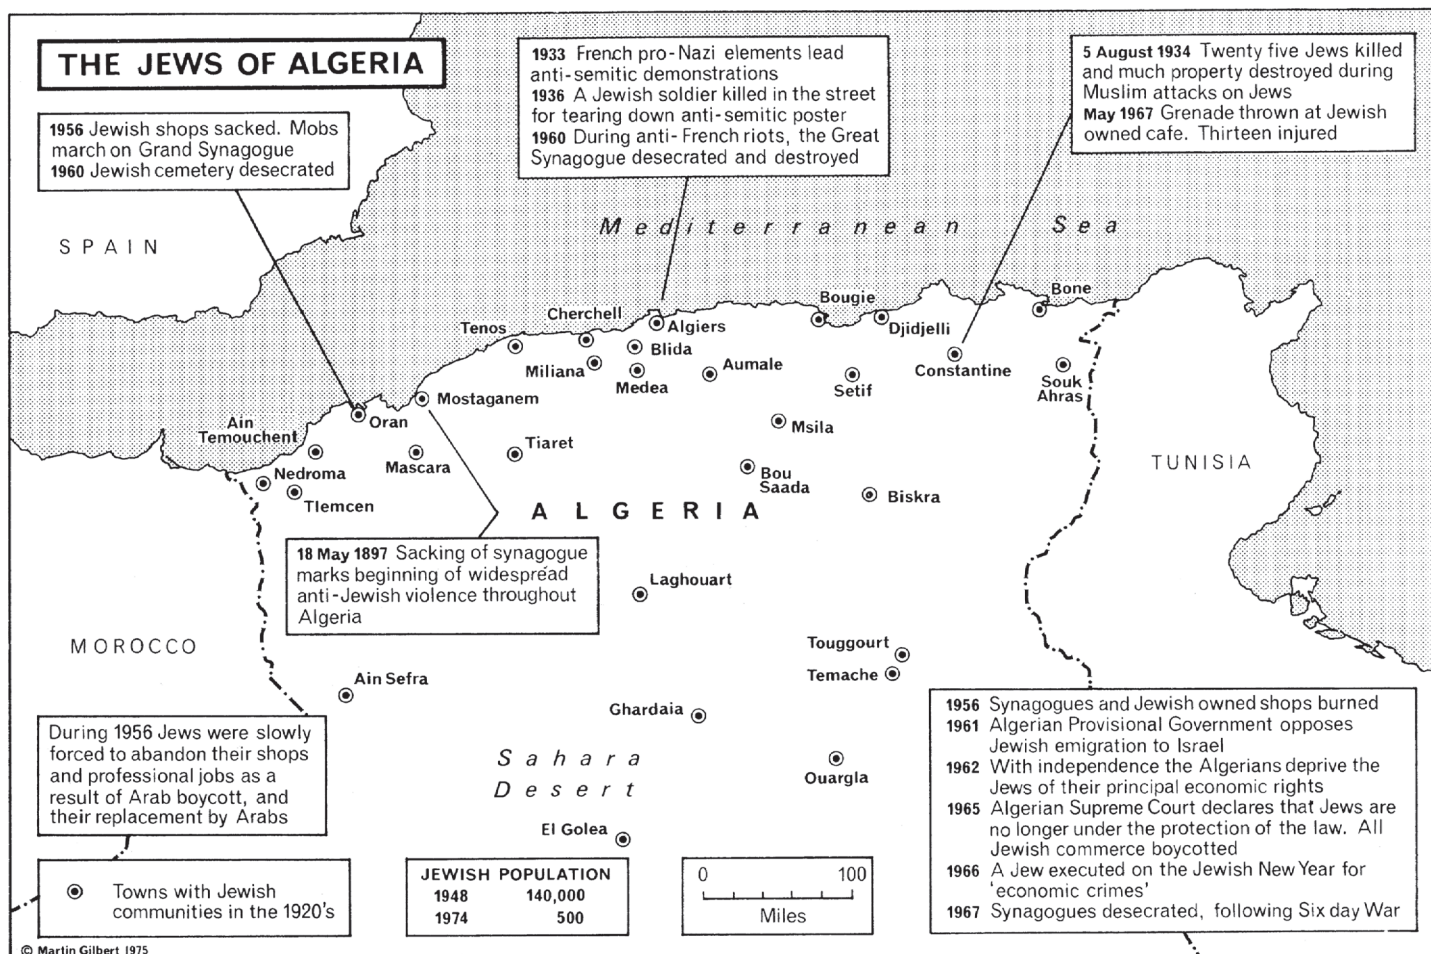 THE JEWS OF ALGERIA
1956 Jewish shops sacked. Mobs
march on Grand Synagogue
1960 Jewish cemetery desecrated
1933 French pro-Nazi elements lead
anti-semitic demonstrations
1936 A Jewish soldier killed in the street
for tearing down anti-semitic poster
1960 During anti-French riots, the Great
Synagogue desecrated and destroyed
5 August 1934 Twenty five Jews killed
and much property destroyed during
Muslim attacks on Jews
May 1967 Grenade thrown at Jewish
owned cafe. Thirteen injured
SPAIN
Mediterranean Sea
Bone
Bougie
Cherchell
Tenos
Algiers
Djidjelli
Blida
Miliana
Medea
Aumale
Setif
Constantine
Souk
Ahras
Mostaganem
Ain
Temouchent
Oran
Msila
Tiaret
Mascara
Nedroma
Tlemcen
Bou
Saada
Biskra
TUNISIA
ALGERIA
18 May 1897 Sacking of synagogue
marks beginning of widespread
anti-Jewish violence throughout
Algeria
Laghouart
MOROCCO
Touggourt
Temache
Ain Sefra
Ghardaia
Ouargla
Sahara
Desert
El Golea
During 1956 Jews were slowly
forced to abandon their shops
and professional jobs as a
result of Arab boycott, and
their replacement by Arabs
1956 Synagogues and Jewish owned shops burned
1961 Algerian Provisional Government opposes
Jewish emigration to Israel
1962 With independence the Algerians deprive the
Jews of their principal economic rights
1965 Algerian Supreme Court declares that Jews are
no longer under the protection of the law. All
Jewish commerce boycotted
1966 A Jew executed on the Jewish New Year for
'economic crimes'
1967 Synagogues desecrated, following Six day War
Towns with Jewish
communities in the 1920's
JEWISH POPULATION
1948 140,000
1974 500
0 100
Miles
© Martin Gilbert 1975